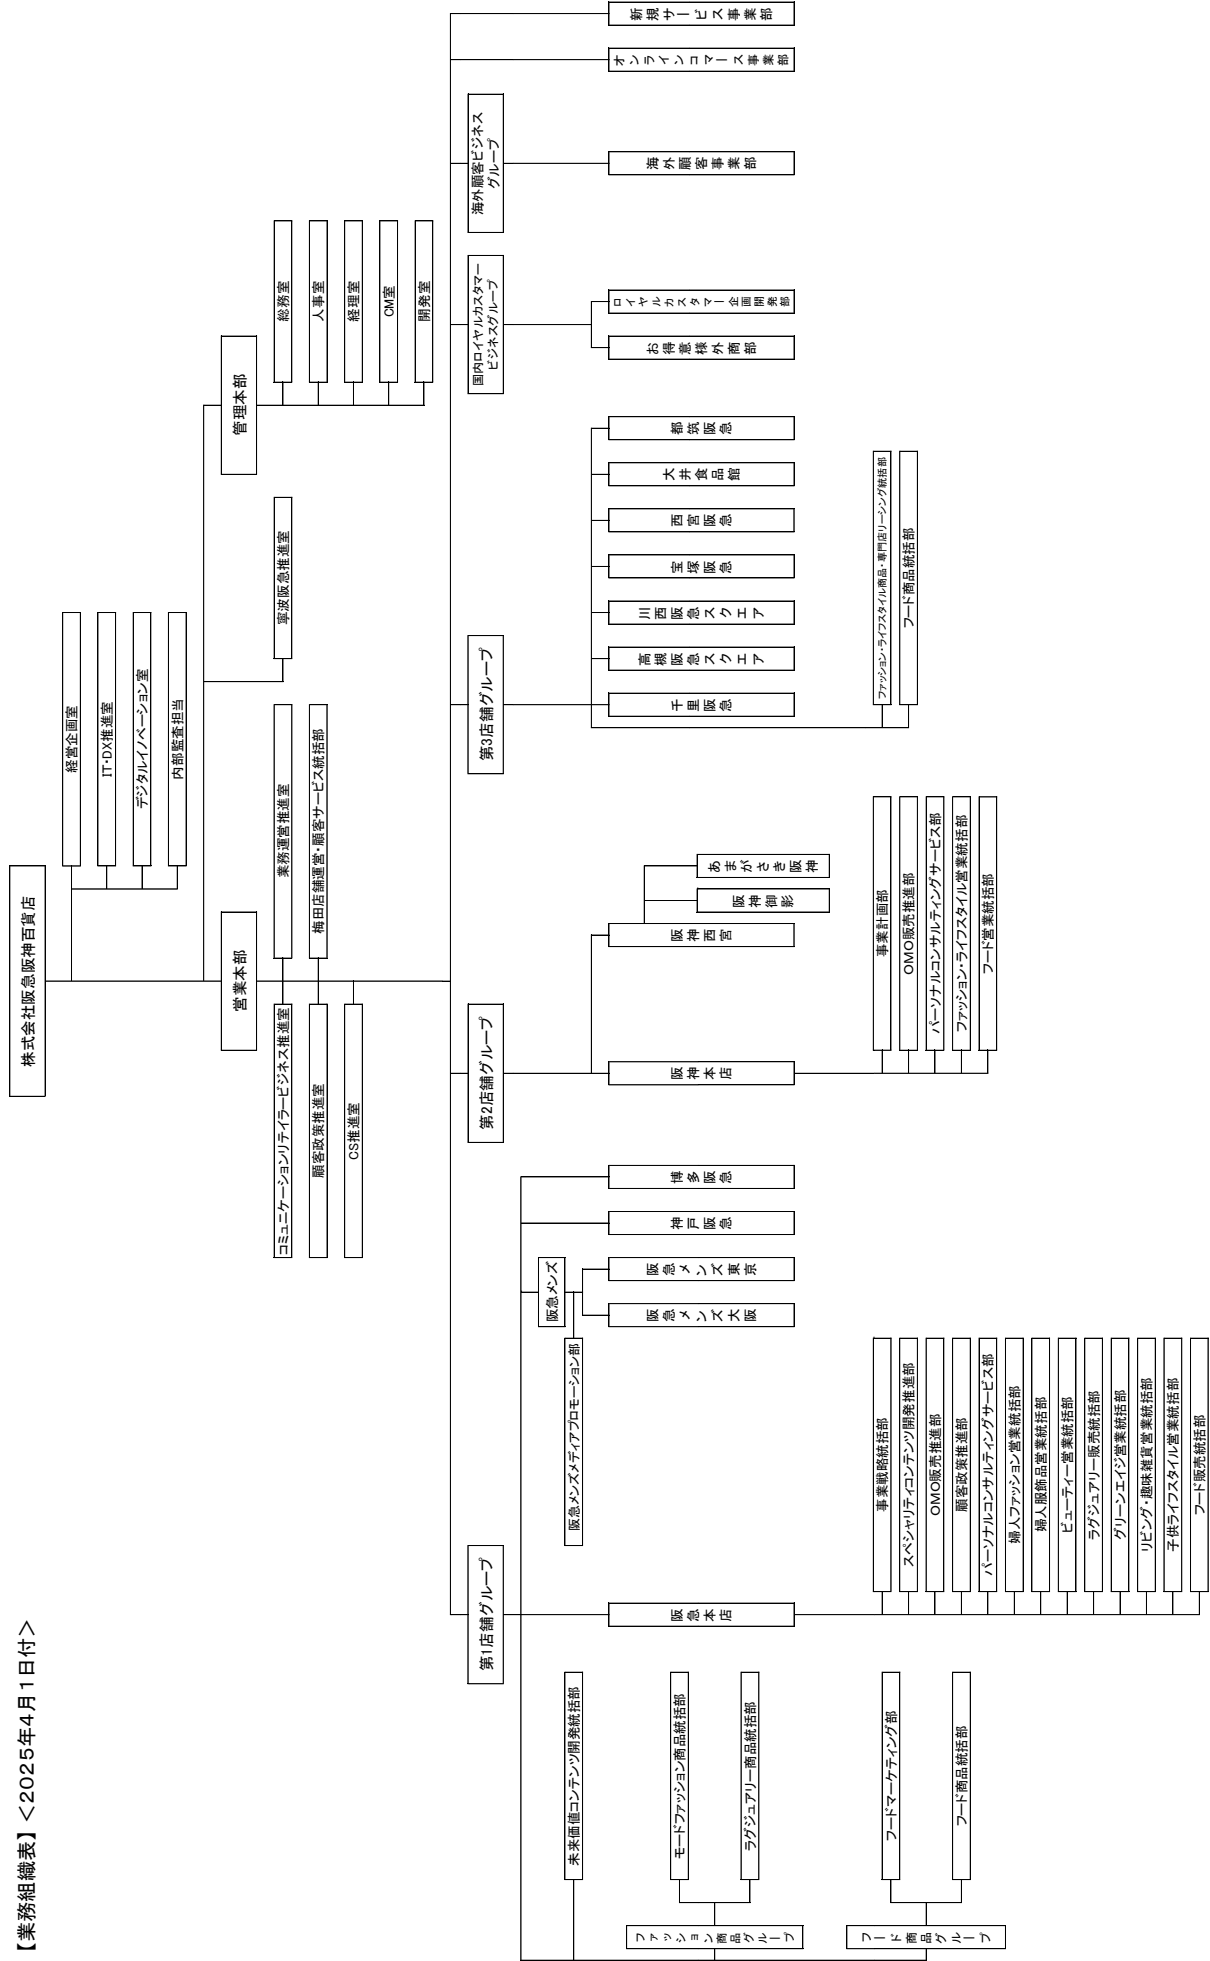 【業務組織表】＜2025年4月1日付＞
株式会社阪急阪神百貨店
経営企画室
IT・DX推進室
デジタルイノベーション室
内部監査担当
営業本部
管理本部
寧波阪急推進室
総務室
人事室
経理室
CM室
開発室
コミュニケーションリテイラービジネス推進室
業務運営推進室
顧客政策推進室
梅田店舗運営・顧客サービス統括部
CS推進室
第1店舗グループ
第2店舗グループ
第3店舗グループ
国内ロイヤルカスタマー
ビジネスグループ
海外顧客ビジネス
グループ
未来価値コンテンツ開発統括部
ファッション商品グループ
モードファッション商品統括部
ラグジュアリー商品統括部
フード商品グループ
フードマーケティング部
フード商品統括部
阪急本店
事業戦略統括部
スペシャリティコンテンツ開発推進部
OMO販売推進部
顧客政策推進部
パーソナルコンサルティングサービス部
婦人ファッション営業統括部
婦人服飾品営業統括部
ビューティー営業統括部
ラグジュアリー販売統括部
グリーンエイジ営業統括部
リビング・趣味雑貨営業統括部
子供ライフスタイル営業統括部
フード販売統括部
阪急メンズ
阪急メンズメディアプロモーション部
阪急メンズ大阪
阪急メンズ東京
神戸阪急
博多阪急
阪神本店
事業計画部
OMO販売推進部
パーソナルコンサルティングサービス部
ファッション・ライフスタイル営業統括部
フード営業統括部
阪神西宮
阪神御影
あまがさき阪神
千里阪急
高槻阪急スクエア
川西阪急スクエア
宝塚阪急
西宮阪急
大井食品館
都筑阪急
ファッション・ライフスタイル商品・専門店リーシング統括部
フード商品統括部
お得意様外商部
ロイヤルカスタマー企画開発部
海外顧客事業部
オンラインコマース事業部
新規サービス事業部